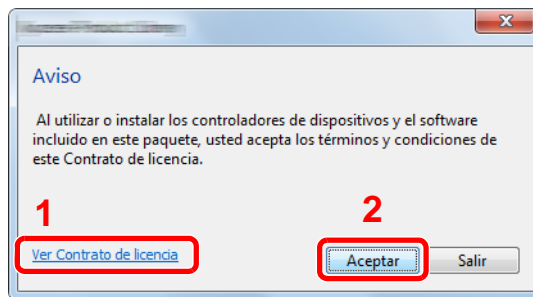 Aviso
Al utilizar o instalar los controladores de dispositivos y el software
incluido en este paquete, usted acepta los términos y condiciones de
este Contrato de licencia.
1
2
Ver Contrato de licencia
Aceptar
Salir